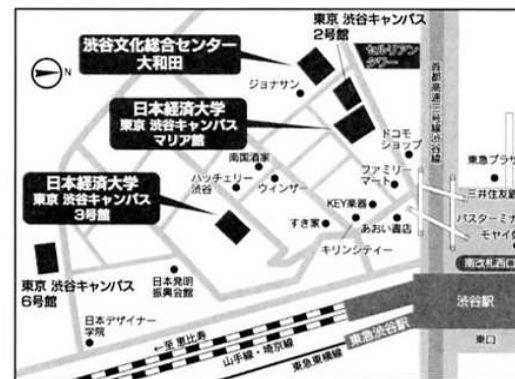 東京 渋谷キャンパス
2号館
渋谷文化総合センター
大和田
セルリアン
タワー
N
ジョナサン
首都高速三号線渋谷線
日本経済大学
東京 渋谷キャンパス
マリア館
ドコモ
ショップ
東急プラザ
南国酒家
ハッチェリー
渋谷
ウィンザー
ファミリー
マート
三井住友銀
日本経済大学
東京 渋谷キャンパス
3号館
KEY楽器
すき家
あおい書店
キリンシティー
バスターミナ
モヤイ像
南改札西口
東京 渋谷キャンパス
6号館
日本発明
振興会館
渋谷駅
日本デザイナー
学院
←至 恵比寿
山手線・埼京線
東急渋谷駅
東急東横線
東口